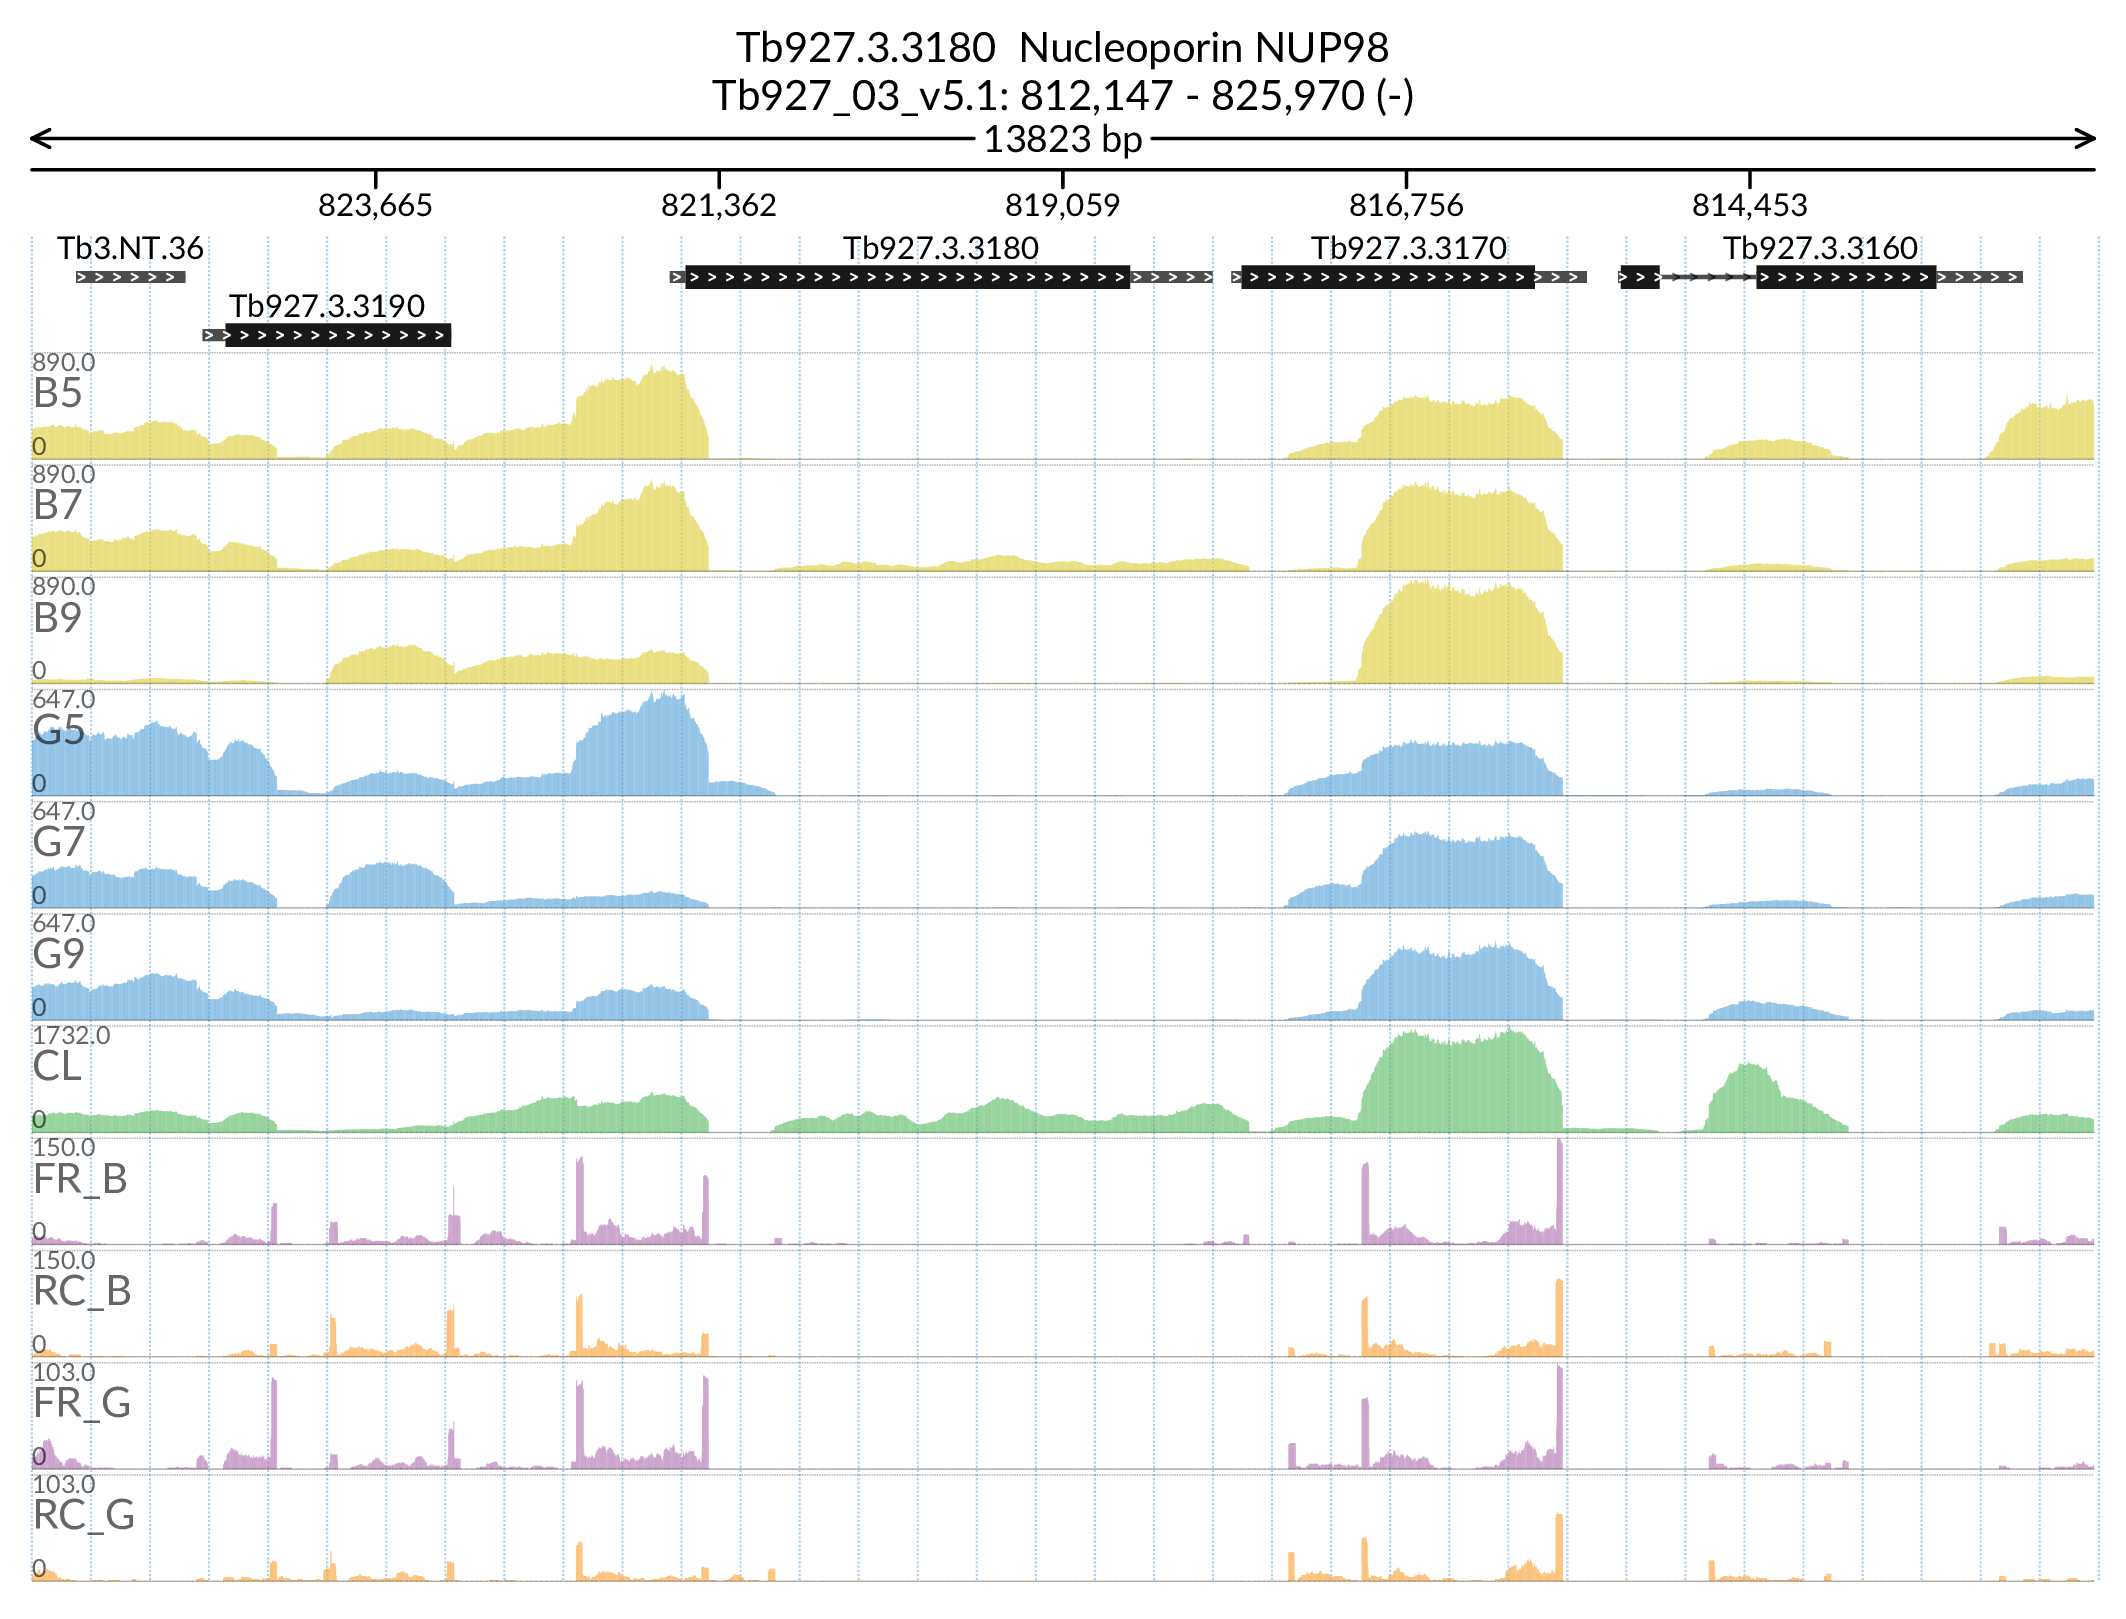 Tb927.3.3180 Nucleoporin NUP98
Tb927_03_v5.1: 812,147 - 825,970 (-)
13823 bp
823,665 821,362 819,059 816,756 814,453
Tb3.NT.36 Tb927.3.3180 Tb927.3.3170 Tb927.3.3160
Tb927.3.3190
890.0
B5
0
890.0
B7
0
890.0
B9
0
647.0
G5
0
647.0
G7
0
647.0
G9
0
1732.0
CL
0
150.0
FR_B
0
150.0
RC_B
0
103.0
FR_G
0
103.0
RC_G
0